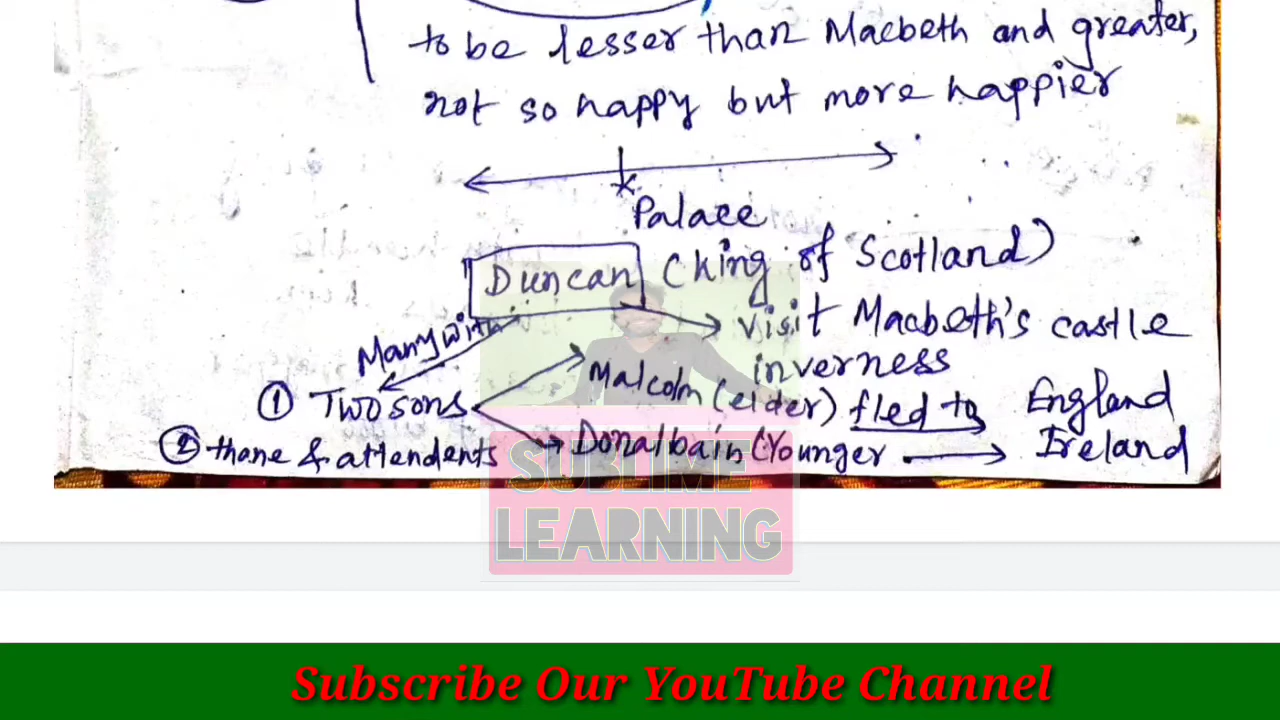 to be lesser than Macbeth and greater,
not so happy but more happier
Palace
Duncan (King of Scotland)
Many with
visit Macbeth's castle
inverness
① Two sons
Malcolm (elder) fled to England
② thane & attendents
Donalbain (Younger Ireland
SUBLIME
LEARNING
Subscribe Our YouTube Channel